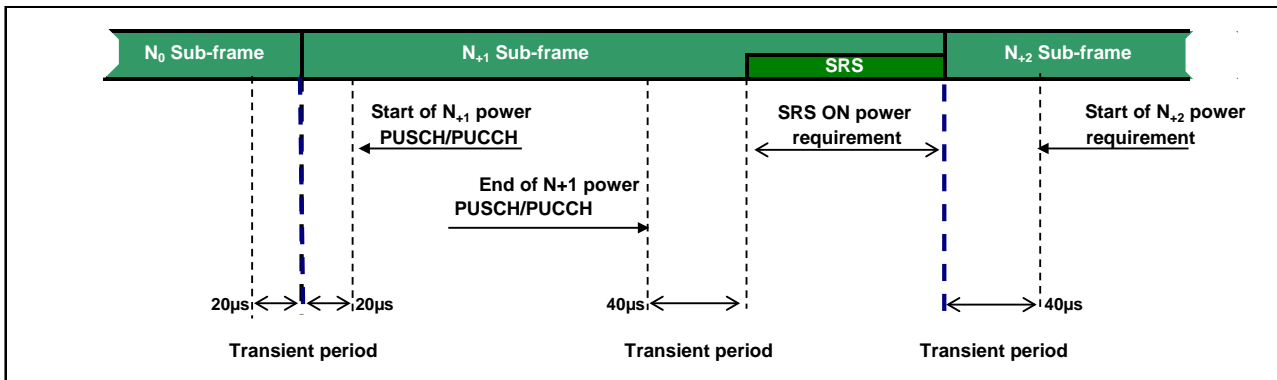 N0 Sub-frame
N+1 Sub-frame
SRS
N+2 Sub-frame
Start of N+1 power
PUSCH/PUCCH
SRS ON power
requirement
Start of N+2 power
requirement
End of N+1 power
PUSCH/PUCCH
20µs
20µs
40µs
40µs
Transient period
Transient period
Transient period